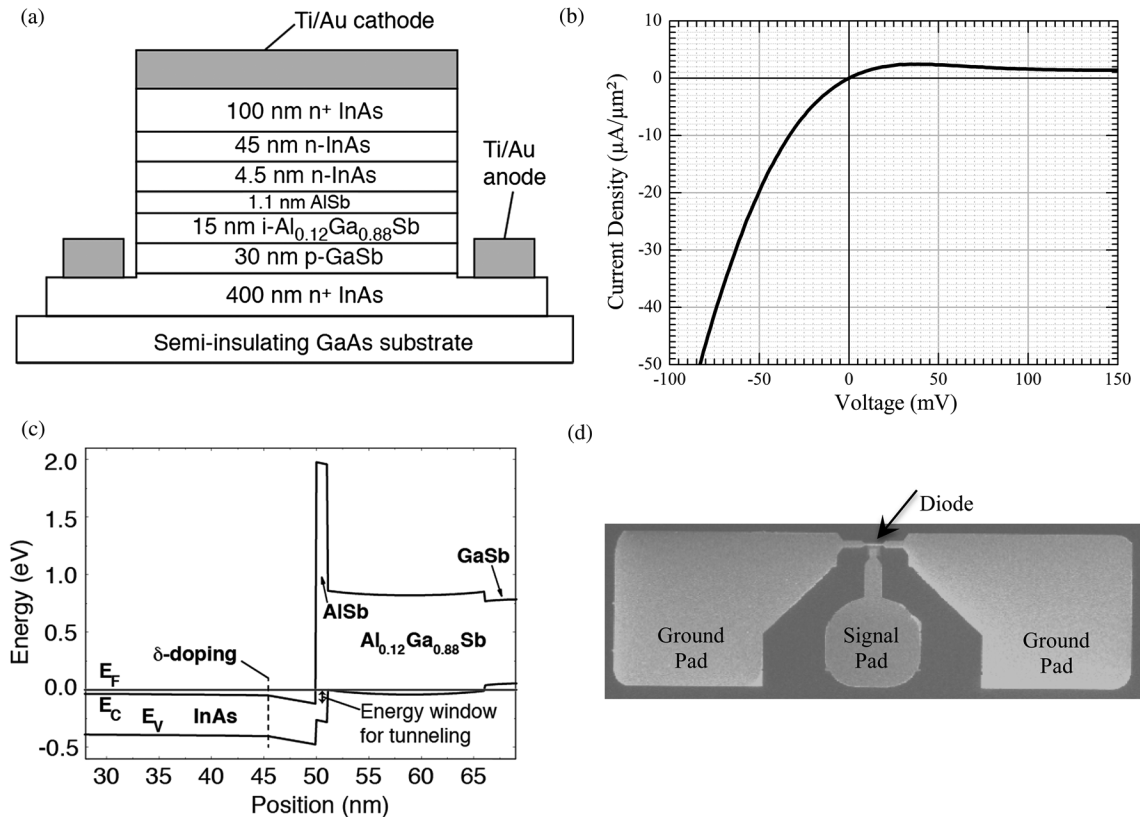 (a)
Ti/Au cathode
100 nm n⁺ InAs
45 nm n-InAs
4.5 nm n-InAs
1.1 nm AlSb
15 nm i-Al₀.₁₂Ga₀.₈₈Sb
30 nm p-GaSb
400 nm n⁺ InAs
Semi-insulating GaAs substrate
Ti/Au
anode
(b)
Current Density (µA/µm²)
10
0
-10
-20
-30
-40
-50
-100
-50
0
50
100
150
Voltage (mV)
(c)
Energy (eV)
2.0
1.5
1.0
0.5
0.0
-0.5
GaSb
AlSb
Al₀.₁₂Ga₀.₈₈Sb
δ-doping
E_F
E_C
E_V
InAs
Energy window
for tunneling
30
35
40
45
50
55
60
65
Position (nm)
(d)
Diode
Ground
Pad
Signal
Pad
Ground
Pad